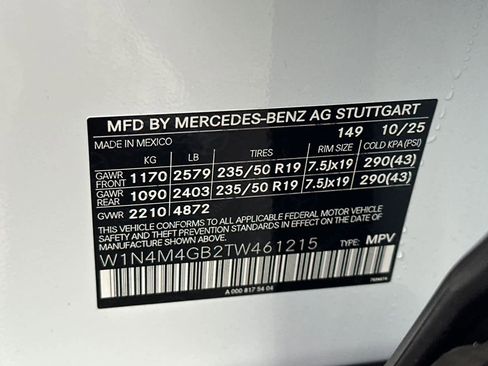 MFD BY MERCEDES-BENZ AG STUTTGART
MADE IN MEXICO 149 10/25
KG LB TIRES RIM SIZE COLD KPA (PSI)
GAWR FRONT 1170 2579 235/50 R19 7.5Jx19 290(43)
GAWR REAR 1090 2403 235/50 R19 7.5Jx19 290(43)
GVWR 2210 4872
THIS VEHICLE CONFORMS TO ALL APPLICABLE FEDERAL MOTOR VEHICLE
SAFETY BUMPER, AND THEFT PREVENTION STANDARDS
IN EFFECT ON THE DATE OF MANUFACTURE SHOWN ABOVE.
W1N4M4GB2TW461215 TYPE: MPV
A 000 817 54 04